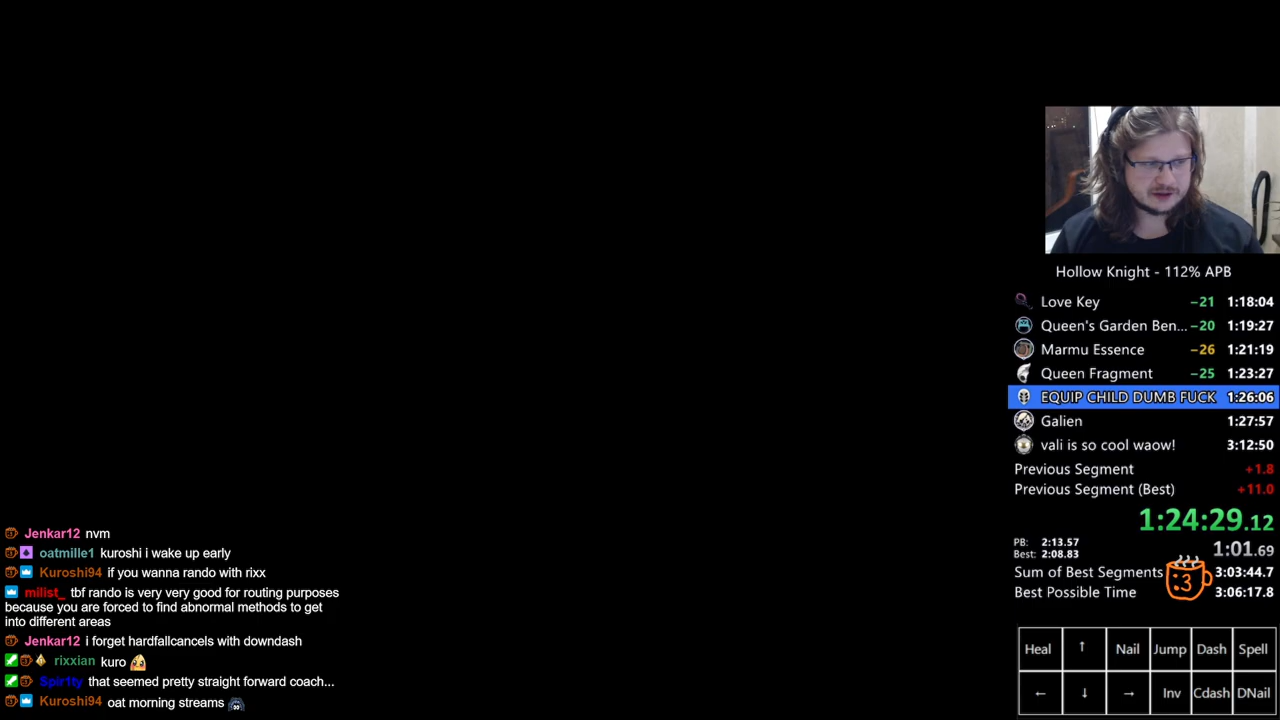 Hollow Knight - 112% APB
Love Key −21 1:18:04
Queen's Garden Ben... −20 1:19:27
Marmu Essence −26 1:21:19
Queen Fragment −25 1:23:27
EQUIP CHILD DUMB FUCK 1:26:06
Galien 1:27:57
vali is so cool waow! 3:12:50
Previous Segment +1.8
Previous Segment (Best) +11.0
1:24:29.12
PB: 2:13.57
Best: 2:08.83
1:01.69
Sum of Best Segments 3:03:44.7
Best Possible Time 3:06:17.8
Heal ↑ Nail Jump Dash Spell
← ↓ → Inv Cdash DNail
Jenkar12 nvm
oatmille1 kuroshi i wake up early
Kuroshi94 if you wanna rando with rixx
milist_ tbf rando is very very good for routing purposes
because you are forced to find abnormal methods to get
into different areas
Jenkar12 i forget hardfallcancels with downdash
rixxian kuro
Spir1ty that seemed pretty straight forward coach...
Kuroshi94 oat morning streams